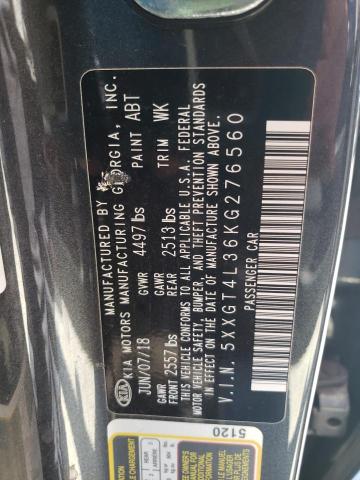 MANUFACTURED BY
KIA KIA MOTORS MANUFACTURING GEORGIA, INC.
JUN/07/18 PAINT ABT
GVWR 4497 lbs TRIM WK
GAWR FRONT 2557 lbs GAWR REAR 2513 lbs
THIS VEHICLE CONFORMS TO ALL APPLICABLE U.S.A. FEDERAL
MOTOR VEHICLE SAFETY, BUMPER, AND THEFT PREVENTION STANDARDS
IN EFFECT ON THE DATE OF MANUFACTURE SHOWN ABOVE.
V.I.N. 5XXGT4L36KG276560
PASSENGER CAR
5120